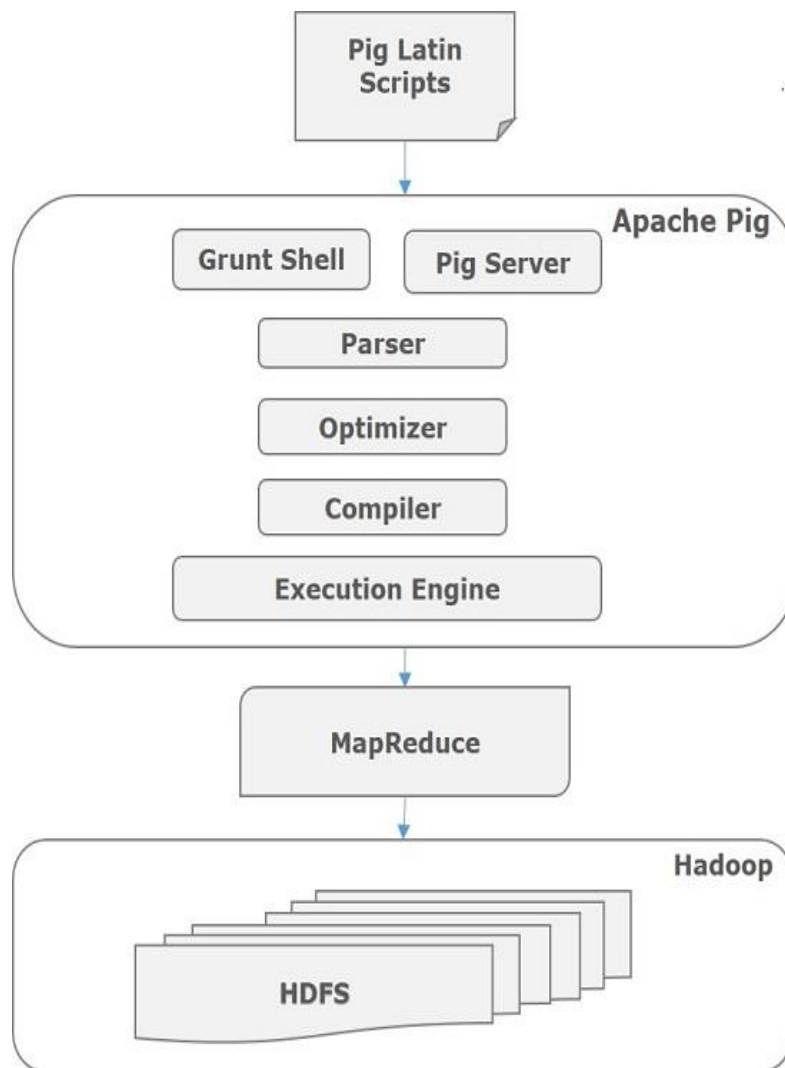 Pig Latin
Scripts
Apache Pig
Grunt Shell
Pig Server
Parser
Optimizer
Compiler
Execution Engine
MapReduce
Hadoop
HDFS